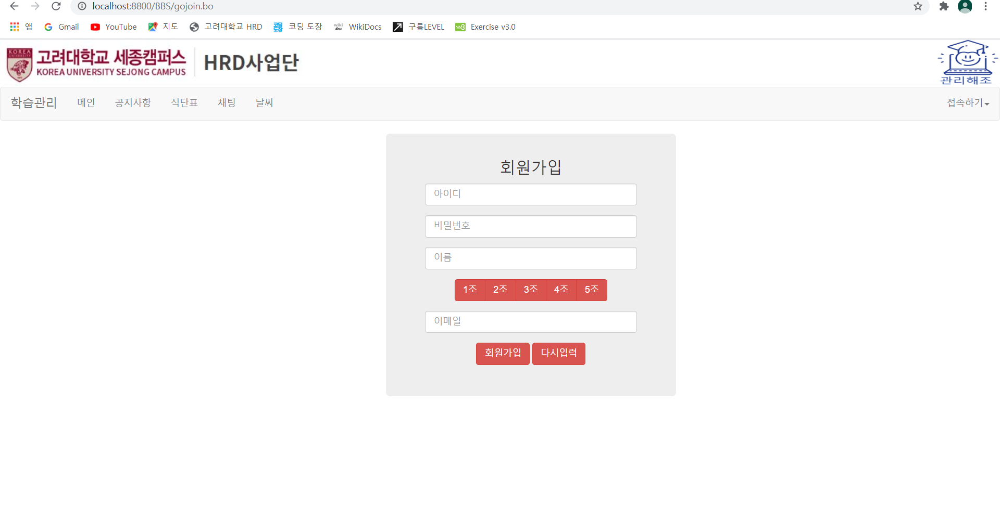 localhost:8800/BBS/gojoin.bo
앱 Gmail YouTube 지도 고려대학교 HRD 코딩 도장 WikiDocs 구름LEVEL Exercise v3.0
고려대학교 세종캠퍼스 HRD사업단
KOREA UNIVERSITY SEJONG CAMPUS
관리해조
학습관리 메인 공지사항 식단표 채팅 날씨 접속하기
회원가입
아이디
비밀번호
이름
1조 2조 3조 4조 5조
이메일
회원가입 다시입력